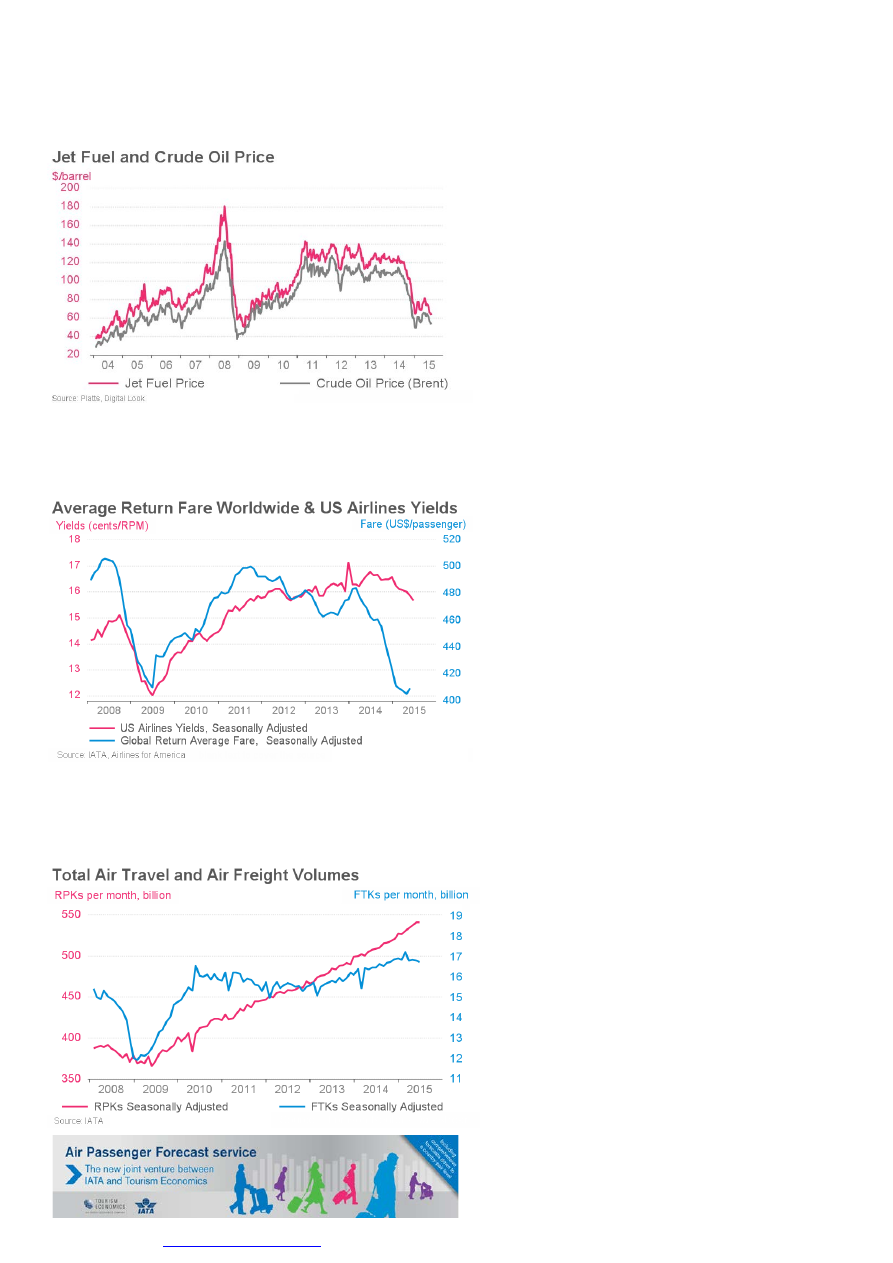 Jet Fuel and Crude Oil Price
$/barrel
200
180
160
140
120
100
80
60
40
20
04 05 06 07 08 09 10 11 12 13 14 15
Jet Fuel Price Crude Oil Price (Brent)
Source: Platts, Digital Look
Average Return Fare Worldwide & US Airlines Yields
Yields (cents/RPM) Fare (US$/passenger)
18 520
17 500
16 480
15 460
14 440
13 420
12 400
2008 2009 2010 2011 2012 2013 2014 2015
US Airlines Yields, Seasonally Adjusted
Global Return Average Fare, Seasonally Adjusted
Source: IATA, Airlines for America
Total Air Travel and Air Freight Volumes
RPKs per month, billion FTKs per month, billion
550 19
18
500 17
16
450 15
14
400 13
12
350 11
2008 2009 2010 2011 2012 2013 2014 2015
RPKs Seasonally Adjusted FTKs Seasonally Adjusted
Source: IATA
Air Passenger Forecast service
The new joint venture between
IATA and Tourism Economics
TOURISM
ECONOMICS
IATA